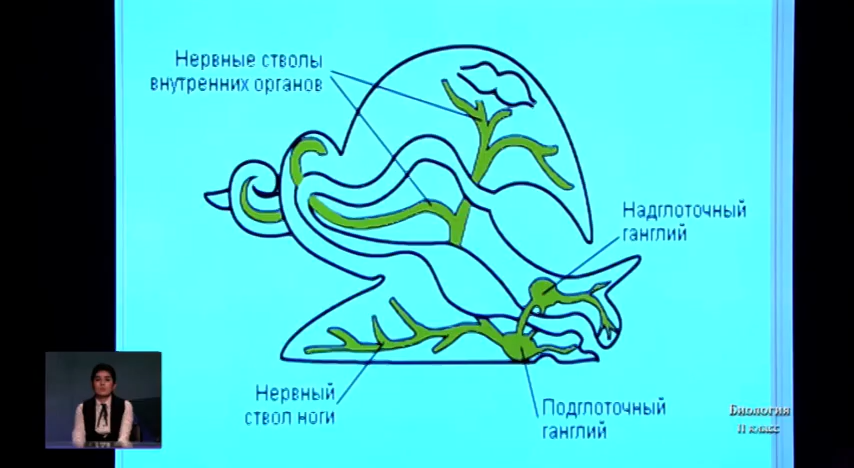 Нервные стволы
внутренних органов
Надглоточный
ганглий
Нервный
ствол ноги
Подглоточный
ганглий
Биология
11 класс